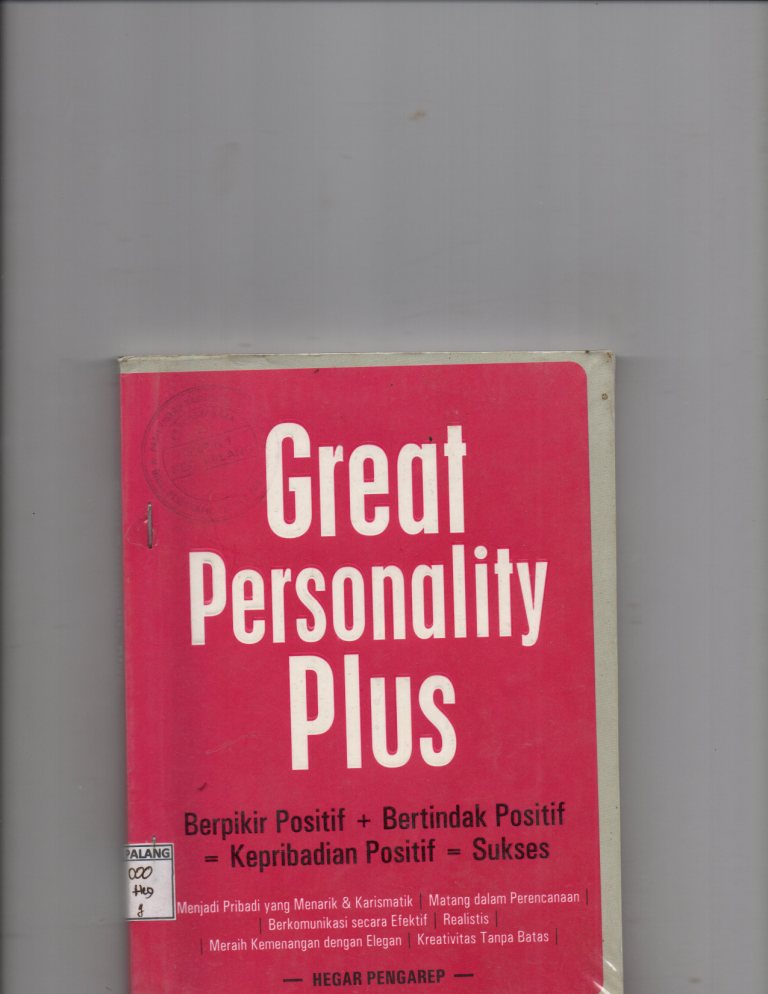 Great
Personality
Plus
Berpikir Positif + Bertindak Positif
= Kepribadian Positif = Sukses
PALANG
000
Heg
g
Menjadi Pribadi yang Menarik & Karismatik | Matang dalam Perencanaan |
| Berkomunikasi secara Efektif | Realistis |
| Meraih Kemenangan dengan Elegan | Kreativitas Tanpa Batas |
— HEGAR PENGAREP —